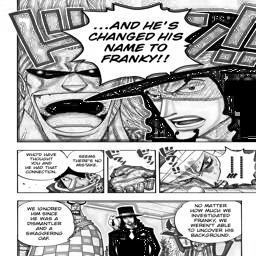 ...AND HE'S
CHANGED HIS
NAME TO
FRANKY!!
WHO'D HAVE
THOUGHT
YOU AND
HE HAD THAT
CONNECTION.
SEEMS
THERE'S NO
MISTAKE.
WE IGNORED
HIM SINCE
HE WAS A
DISMANTLER
AND A
SWAGGERING
OAF.
NO MATTER
HOW MUCH WE
INVESTIGATED
FRANKY, WE
WEREN'T ABLE
TO UNCOVER HIS
BACKGROUND.